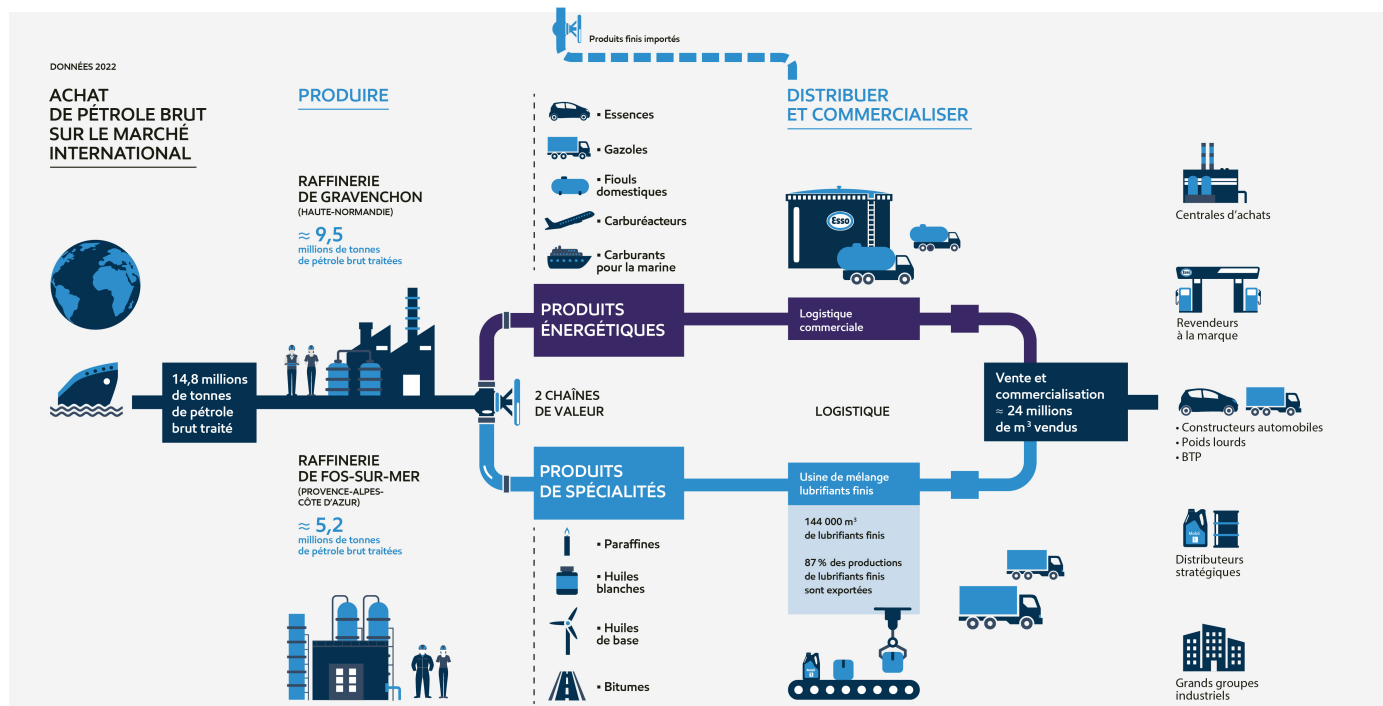 DONNÉES 2022
ACHAT
DE PÉTROLE BRUT
SUR LE MARCHÉ
INTERNATIONAL
14,8 millions
de tonnes
de pétrole
brut traité
PRODUIRE
RAFFINERIE
DE GRAVENCHON
(HAUTE-NORMANDIE)
≈ 9,5
millions de tonnes
de pétrole brut traitées
RAFFINERIE
DE FOS-SUR-MER
(PROVENCE-ALPES-
CÔTE D'AZUR)
≈ 5,2
millions de tonnes
de pétrole brut traitées
Produits finis importés
▪ Essences
▪ Gazoles
▪ Fiouls
domestiques
▪ Carburéacteurs
▪ Carburants
pour la marine
PRODUITS
ÉNERGÉTIQUES
2 CHAÎNES
DE VALEUR
PRODUITS
DE SPÉCIALITÉS
▪ Paraffines
▪ Huiles
blanches
▪ Huiles
de base
▪ Bitumes
DISTRIBUER
ET COMMERCIALISER
Esso
Logistique
commerciale
LOGISTIQUE
Usine de mélange
lubrifiants finis
144 000 m³
de lubrifiants finis
87 % des productions
de lubrifiants finis
sont exportées
Vente et
commercialisation
≈ 24 millions
de m³ vendus
Centrales d'achats
Esso
Revendeurs
à la marque
• Constructeurs automobiles
• Poids lourds
• BTP
Mobil
1
Distributeurs
stratégiques
Grands groupes
industriels